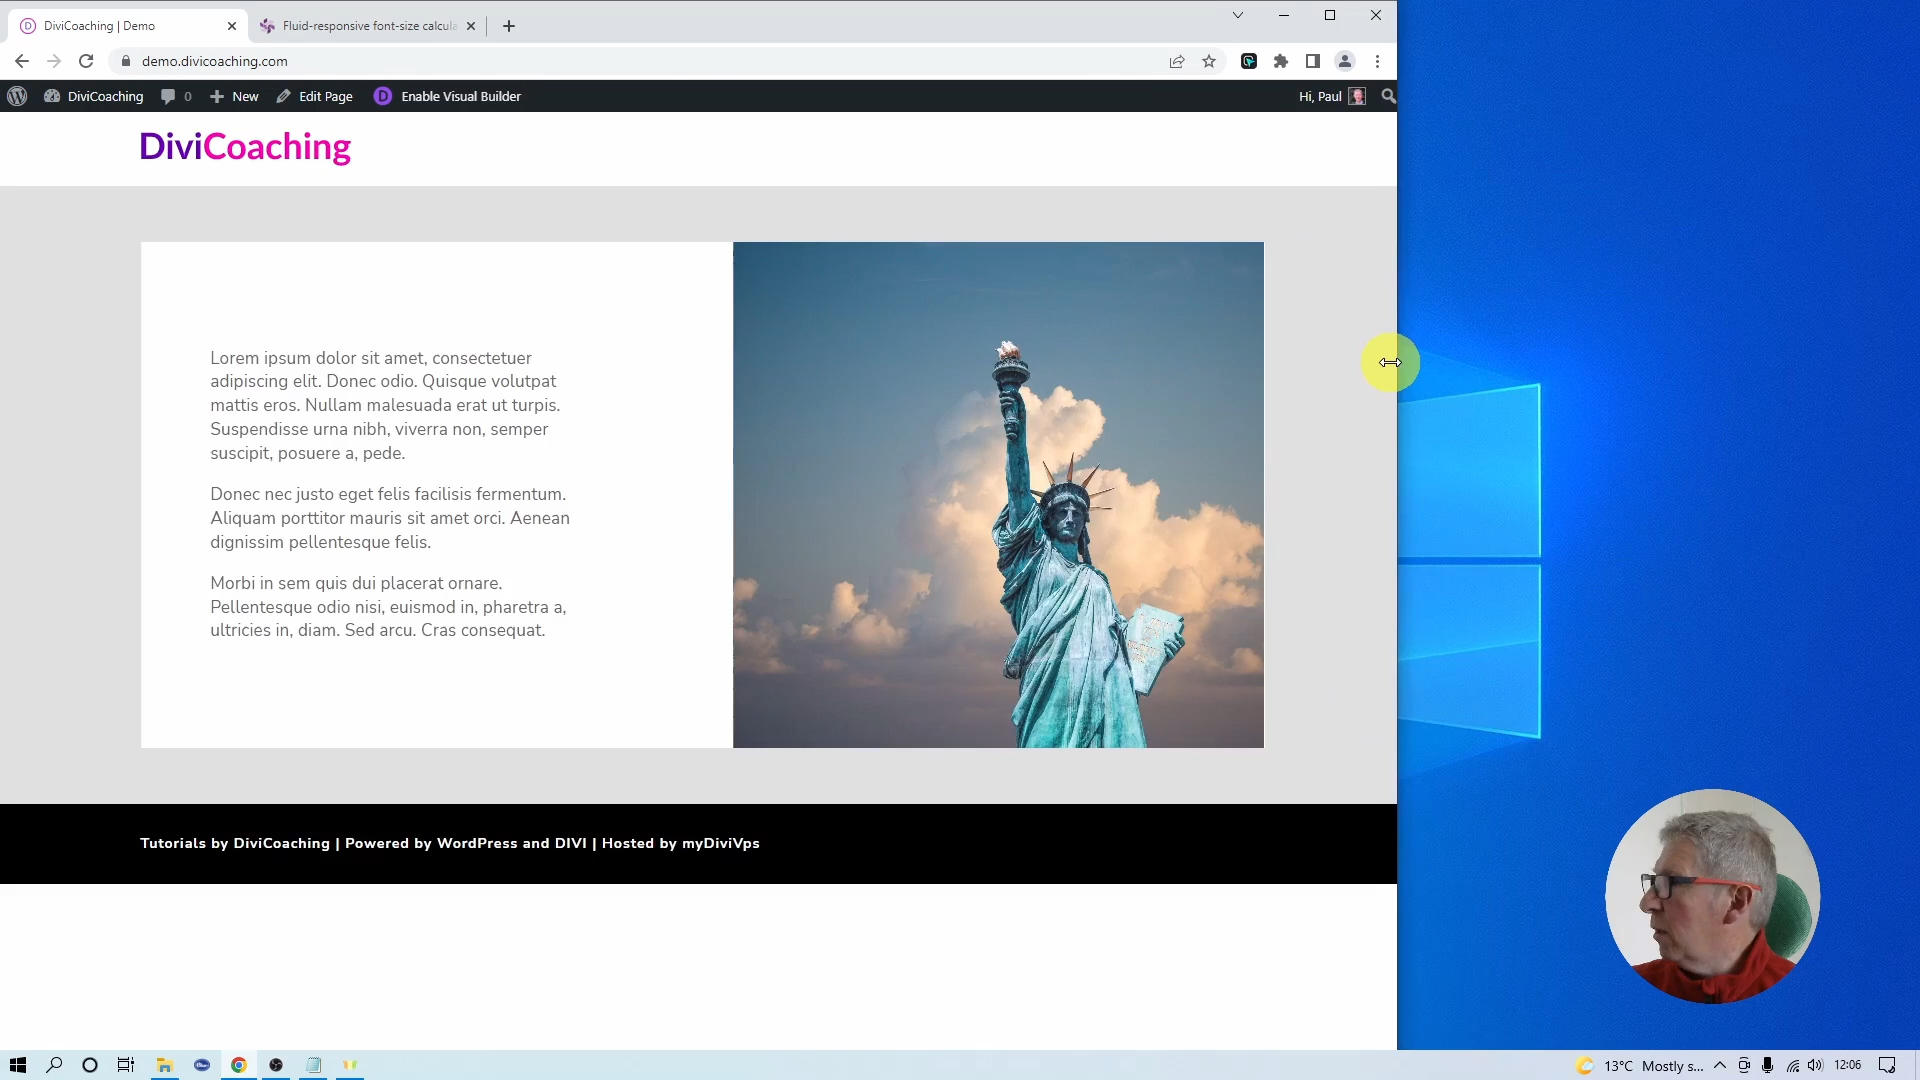 DiviCoaching | Demo
Fluid-responsive font-size calcula
demo.divicoaching.com
DiviCoaching
0
New
Edit Page
Enable Visual Builder
Hi, Paul
DiviCoaching
Lorem ipsum dolor sit amet, consectetuer
adipiscing elit. Donec odio. Quisque volutpat
mattis eros. Nullam malesuada erat ut turpis.
Suspendisse urna nibh, viverra non, semper
suscipit, posuere a, pede.
Donec nec justo eget felis facilisis fermentum.
Aliquam porttitor mauris sit amet orci. Aenean
dignissim pellentesque felis.
Morbi in sem quis dui placerat ornare.
Pellentesque odio nisi, euismod in, pharetra a,
ultricies in, diam. Sed arcu. Cras consequat.
Tutorials by DiviCoaching | Powered by WordPress and DIVI | Hosted by myDiviVps
13°C Mostly s...
12:06